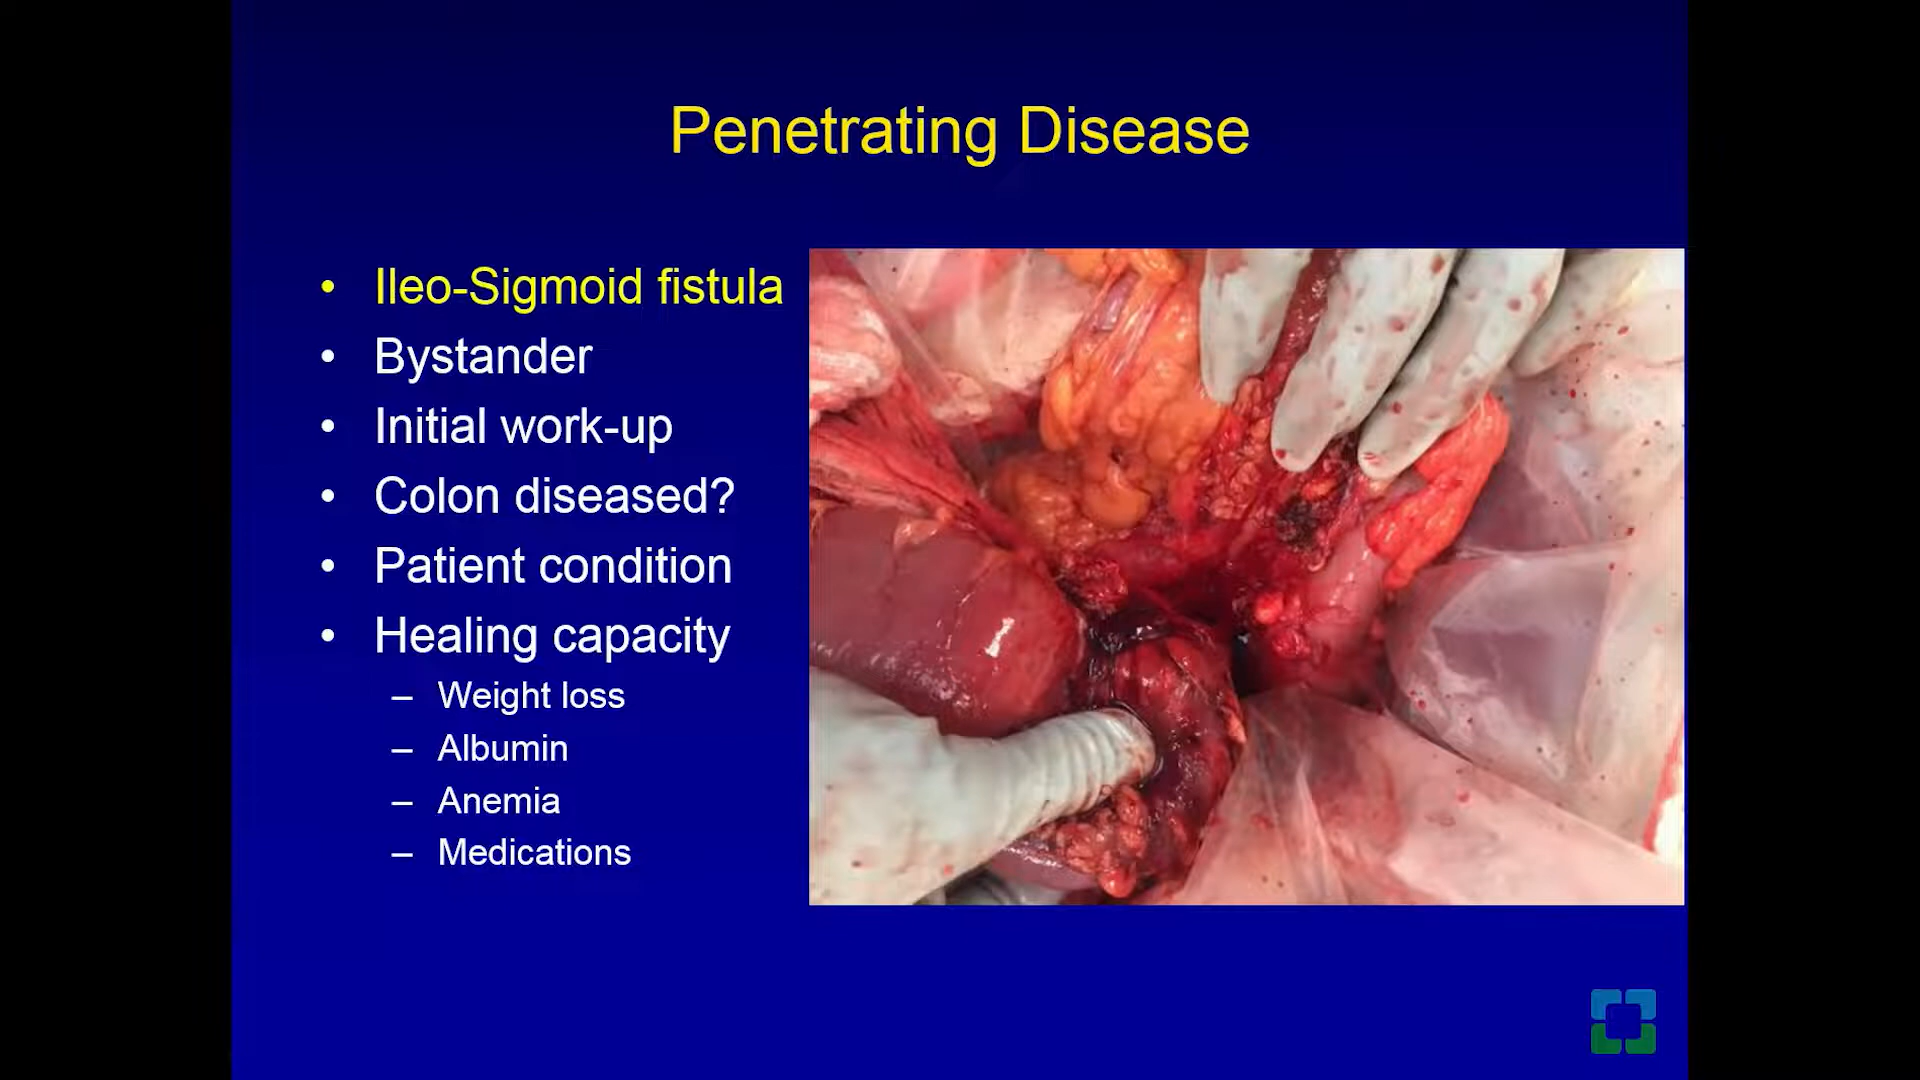 Penetrating Disease
• Ileo-Sigmoid fistula
• Bystander
• Initial work-up
• Colon diseased?
• Patient condition
• Healing capacity
– Weight loss
– Albumin
– Anemia
– Medications